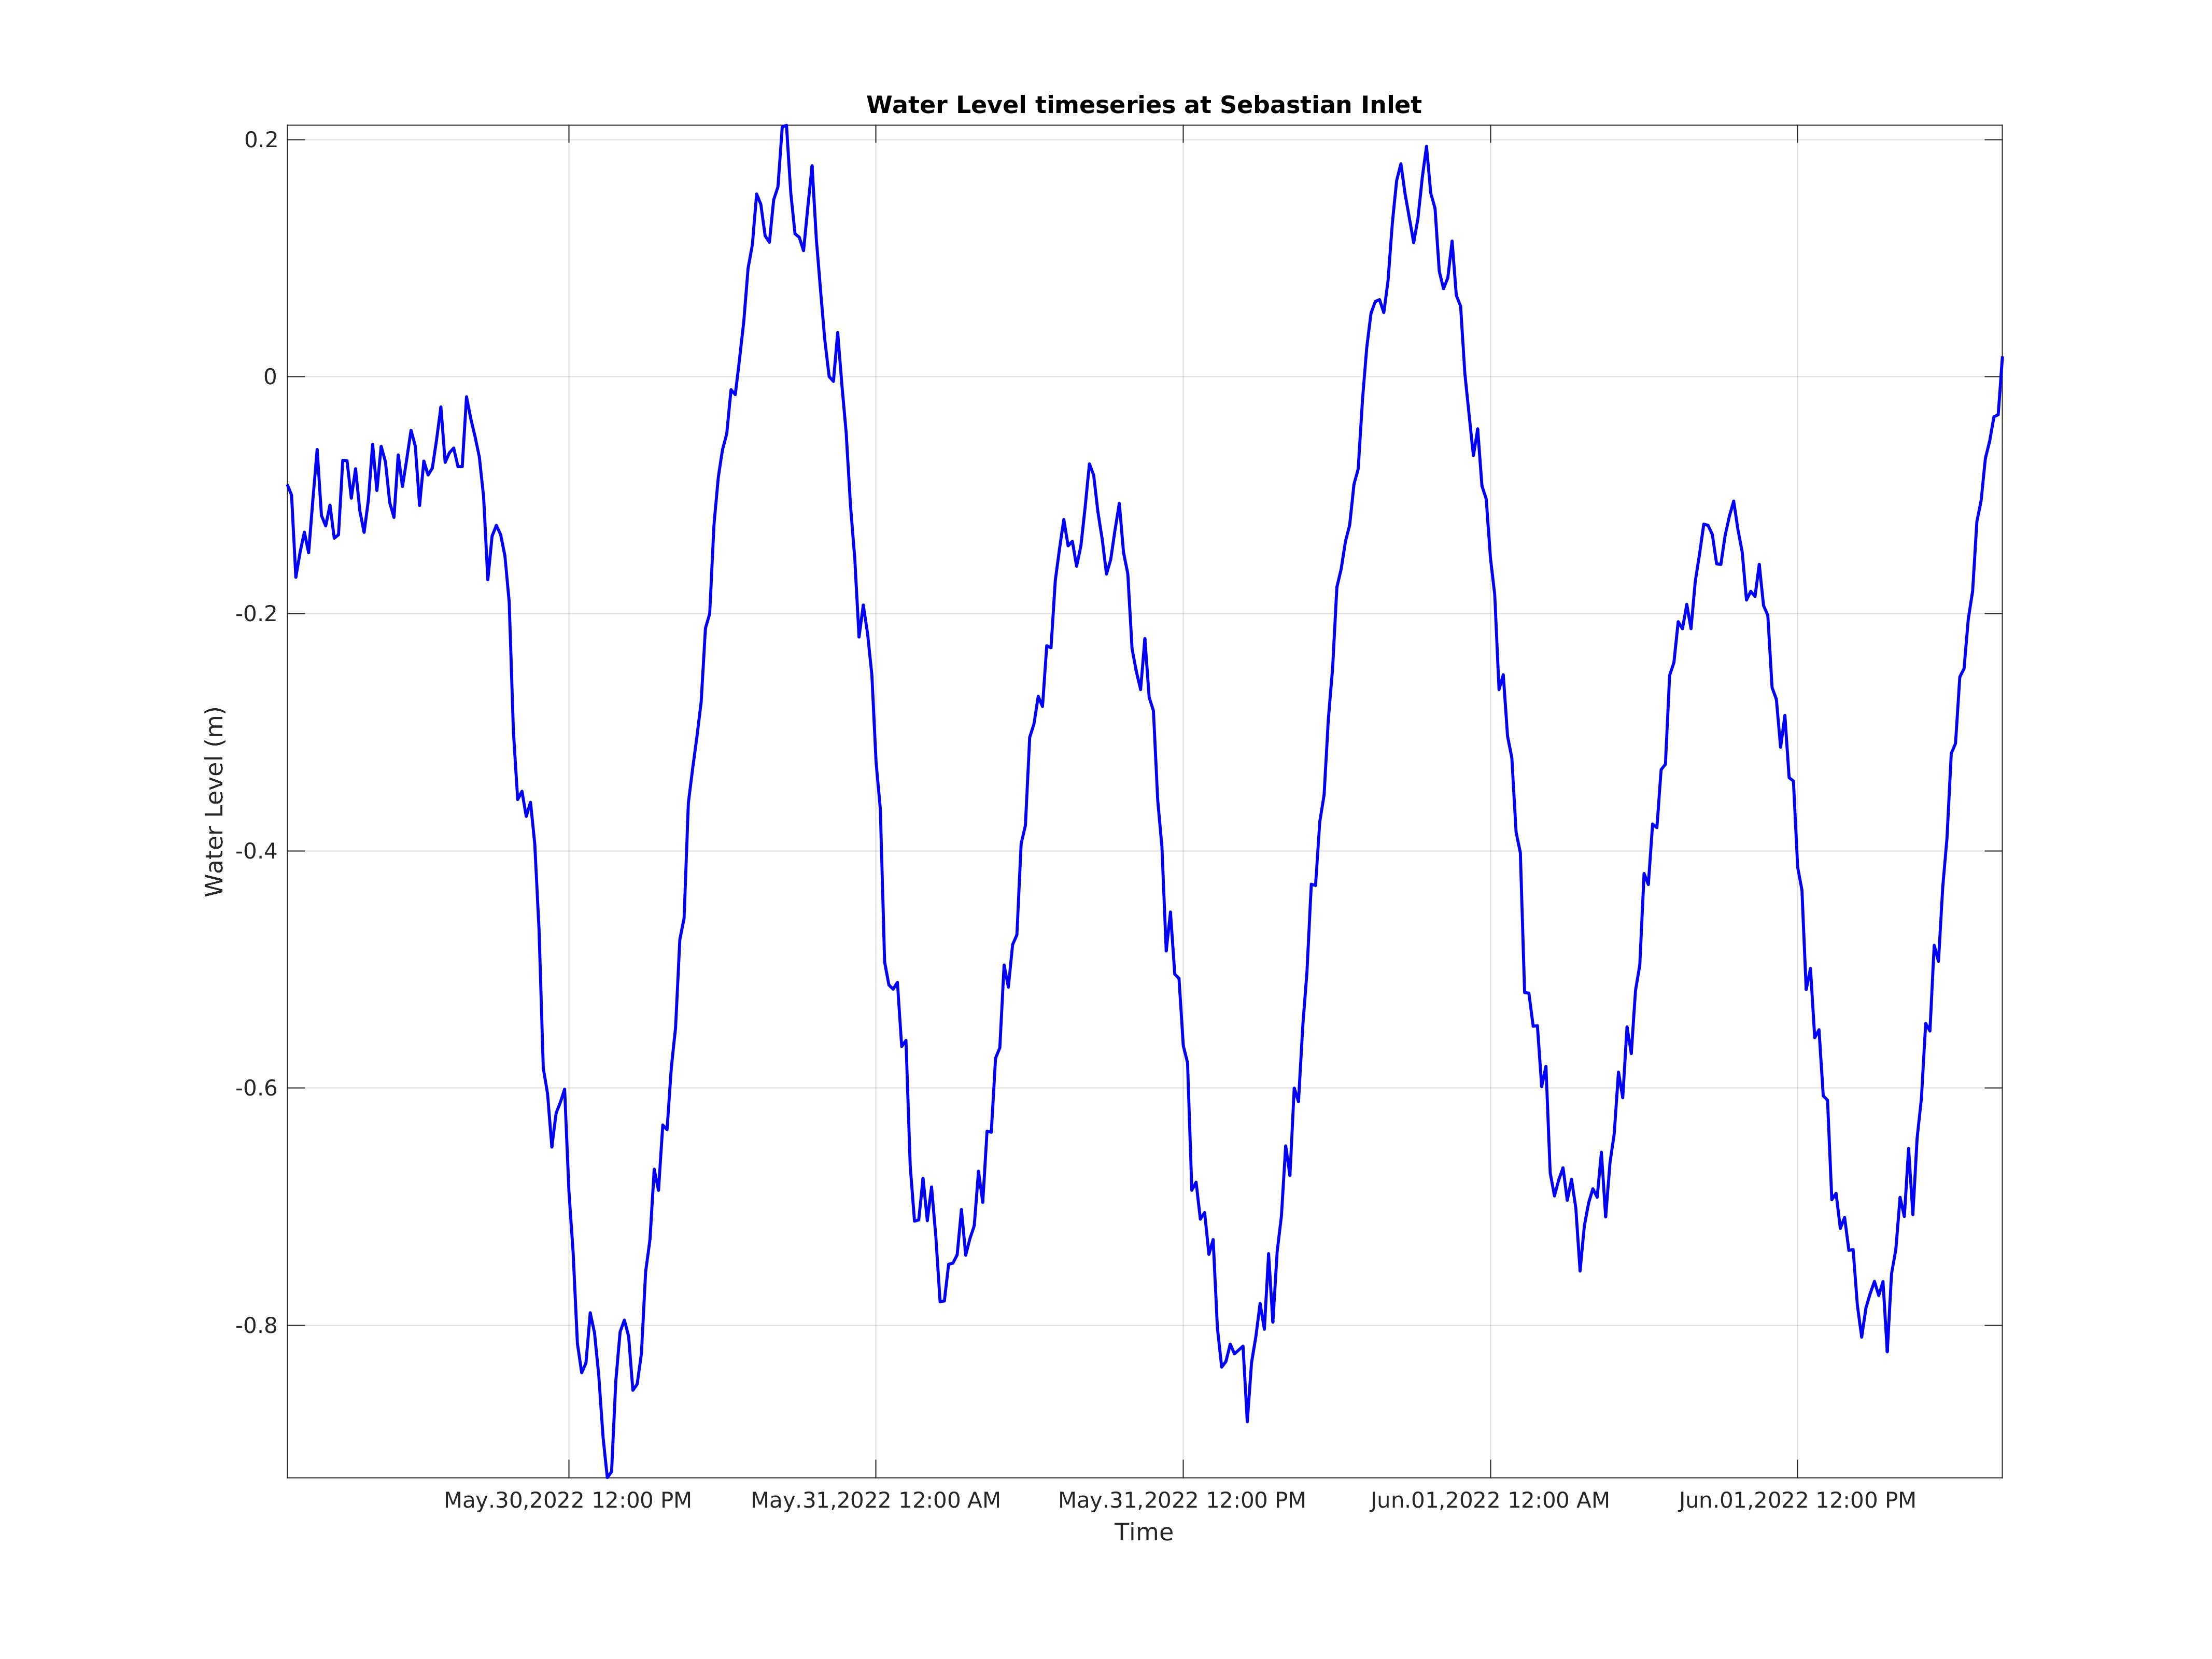 Water Level timeseries at Sebastian Inlet
0.2
0
-0.2
-0.4
-0.6
-0.8
Water Level (m)
May.30,2022 12:00 PM
May.31,2022 12:00 AM
May.31,2022 12:00 PM
Jun.01,2022 12:00 AM
Jun.01,2022 12:00 PM
Time